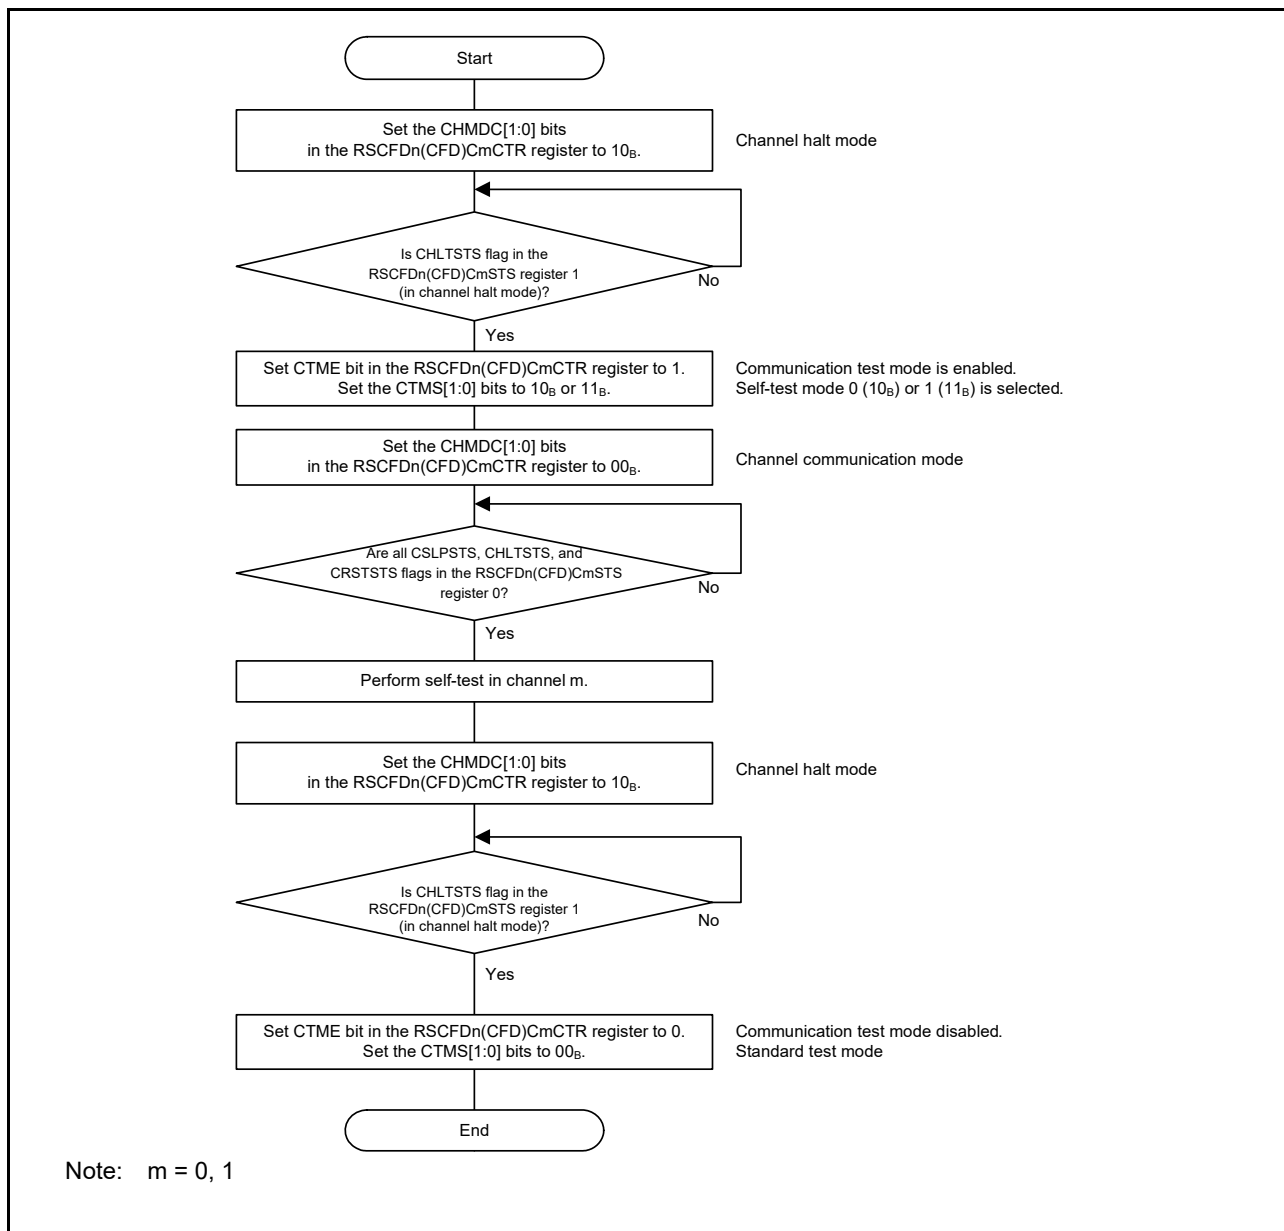 Start
Set the CHMDC[1:0] bits
in the RSCFDn(CFD)CmCTR register to 10B.
Channel halt mode
Is CHLTSTS flag in the
RSCFDn(CFD)CmSTS register 1
(in channel halt mode)?
No
Yes
Set CTME bit in the RSCFDn(CFD)CmCTR register to 1.
Set the CTMS[1:0] bits to 10B or 11B.
Communication test mode is enabled.
Self-test mode 0 (10B) or 1 (11B) is selected.
Set the CHMDC[1:0] bits
in the RSCFDn(CFD)CmCTR register to 00B.
Channel communication mode
Are all CSLPSTS, CHLTSTS, and
CRSTSTS flags in the RSCFDn(CFD)CmSTS
register 0?
No
Yes
Perform self-test in channel m.
Set the CHMDC[1:0] bits
in the RSCFDn(CFD)CmCTR register to 10B.
Channel halt mode
Is CHLTSTS flag in the
RSCFDn(CFD)CmSTS register 1
(in channel halt mode)?
No
Yes
Set CTME bit in the RSCFDn(CFD)CmCTR register to 0.
Set the CTMS[1:0] bits to 00B.
Communication test mode disabled.
Standard test mode
End
Note: m = 0, 1